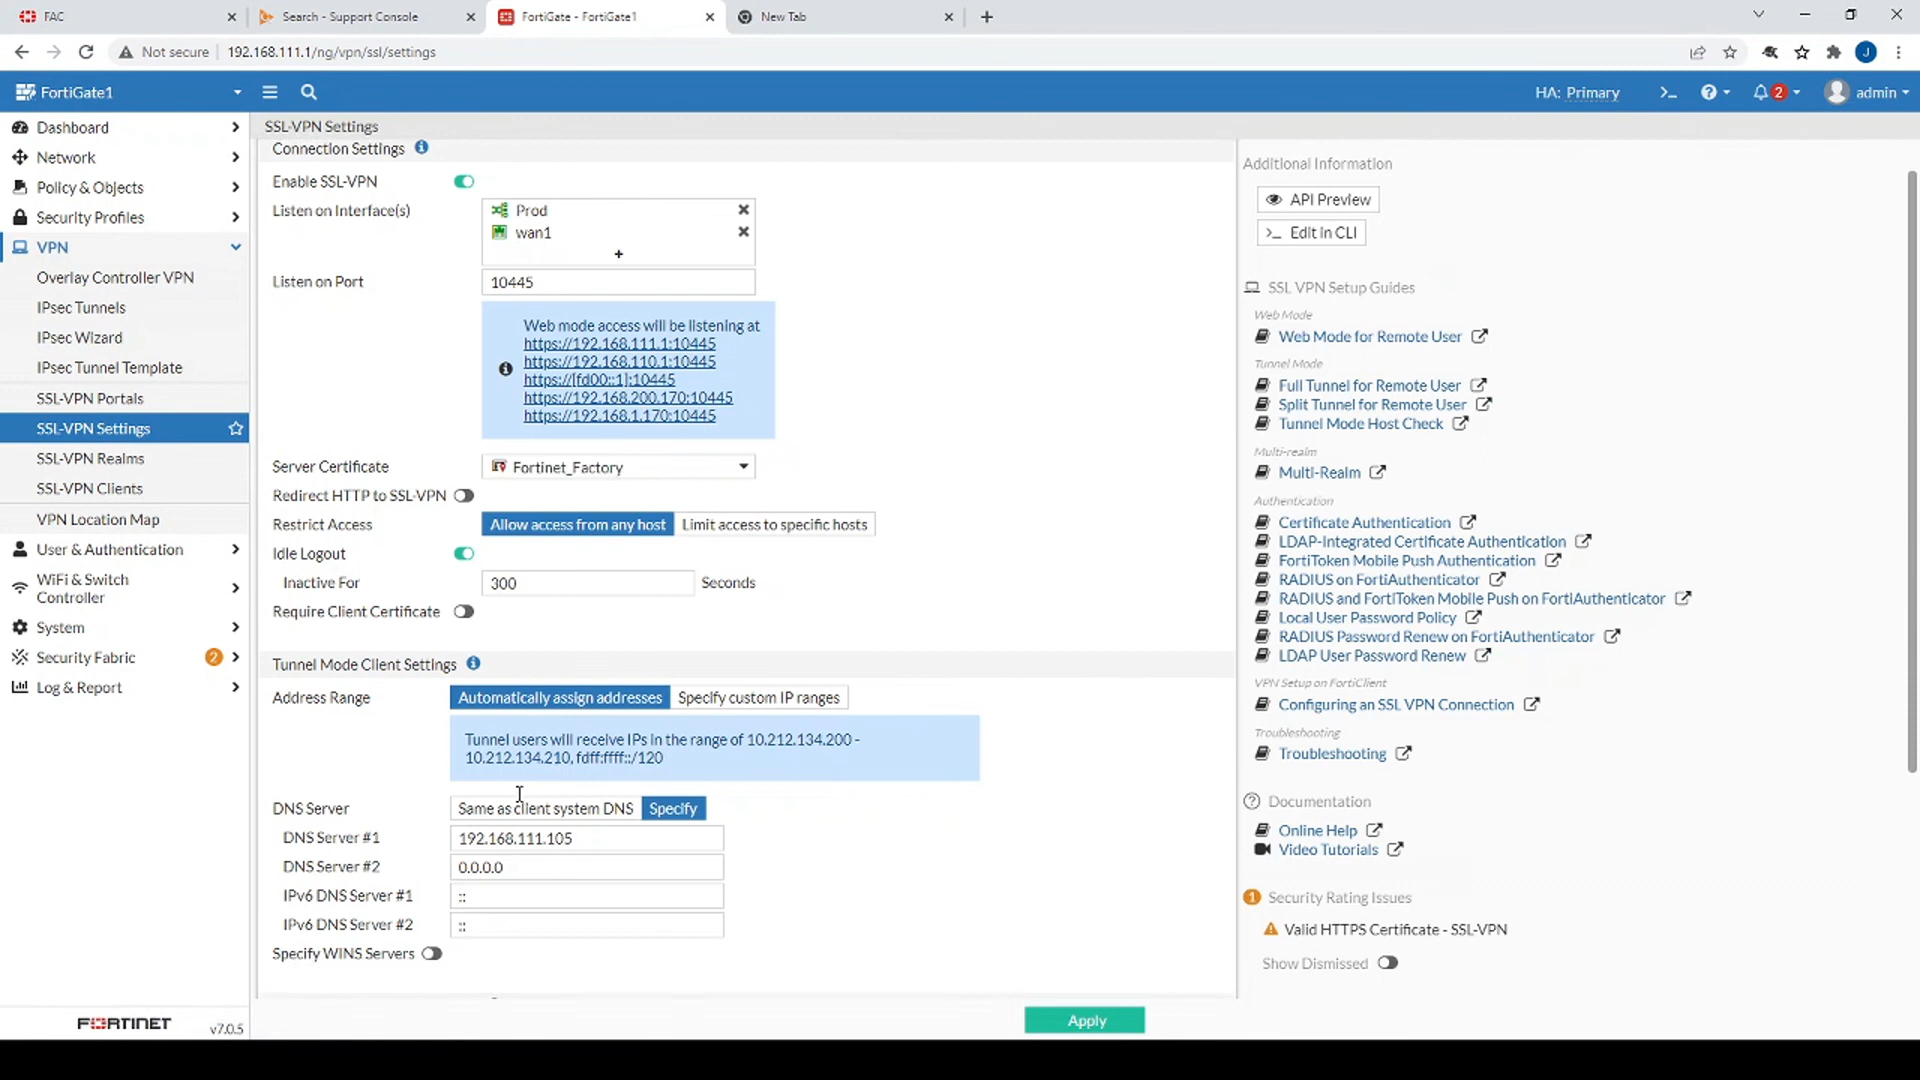 FAC
Search - Support Console
FortiGate - FortiGate1
New Tab
Not secure
192.168.111.1/ng/vpn/ssl/settings
J
FortiGate1
HA: Primary
2
admin
Dashboard
Network
Policy & Objects
Security Profiles
VPN
Overlay Controller VPN
IPsec Tunnels
IPsec Wizard
IPsec Tunnel Template
SSL-VPN Portals
SSL-VPN Settings
SSL-VPN Realms
SSL-VPN Clients
VPN Location Map
User & Authentication
WiFi & Switch
Controller
System
Security Fabric
2
Log & Report
FORTINET
v7.0.5
SSL-VPN Settings
Connection Settings
Enable SSL-VPN
Listen on Interface(s)
Prod
wan1
+
Listen on Port
10445
Web mode access will be listening at
https://192.168.111.1:10445
https://192.168.110.1:10445
https://[fd00::1]:10445
https://192.168.200.170:10445
https://192.168.1.170:10445
Server Certificate
Fortinet_Factory
Redirect HTTP to SSL-VPN
Restrict Access
Allow access from any host
Limit access to specific hosts
Idle Logout
Inactive For
300
Seconds
Require Client Certificate
Tunnel Mode Client Settings
Address Range
Automatically assign addresses
Specify custom IP ranges
Tunnel users will receive IPs in the range of 10.212.134.200 -
10.212.134.210, fdff:ffff::/120
DNS Server
Same as client system DNS
Specify
DNS Server #1
192.168.111.105
DNS Server #2
0.0.0.0
IPv6 DNS Server #1
::
IPv6 DNS Server #2
::
Specify WINS Servers
Apply
Additional Information
API Preview
>_ Edit in CLI
SSL VPN Setup Guides
Web Mode
Web Mode for Remote User
Tunnel Mode
Full Tunnel for Remote User
Split Tunnel for Remote User
Tunnel Mode Host Check
Multi-realm
Multi-Realm
Authentication
Certificate Authentication
LDAP-Integrated Certificate Authentication
FortiToken Mobile Push Authentication
RADIUS on FortiAuthenticator
RADIUS and FortiToken Mobile Push on FortiAuthenticator
Local User Password Policy
RADIUS Password Renew on FortiAuthenticator
LDAP User Password Renew
VPN Setup on FortiClient
Configuring an SSL VPN Connection
Troubleshooting
Troubleshooting
Documentation
Online Help
Video Tutorials
1 Security Rating Issues
Valid HTTPS Certificate - SSL-VPN
Show Dismissed